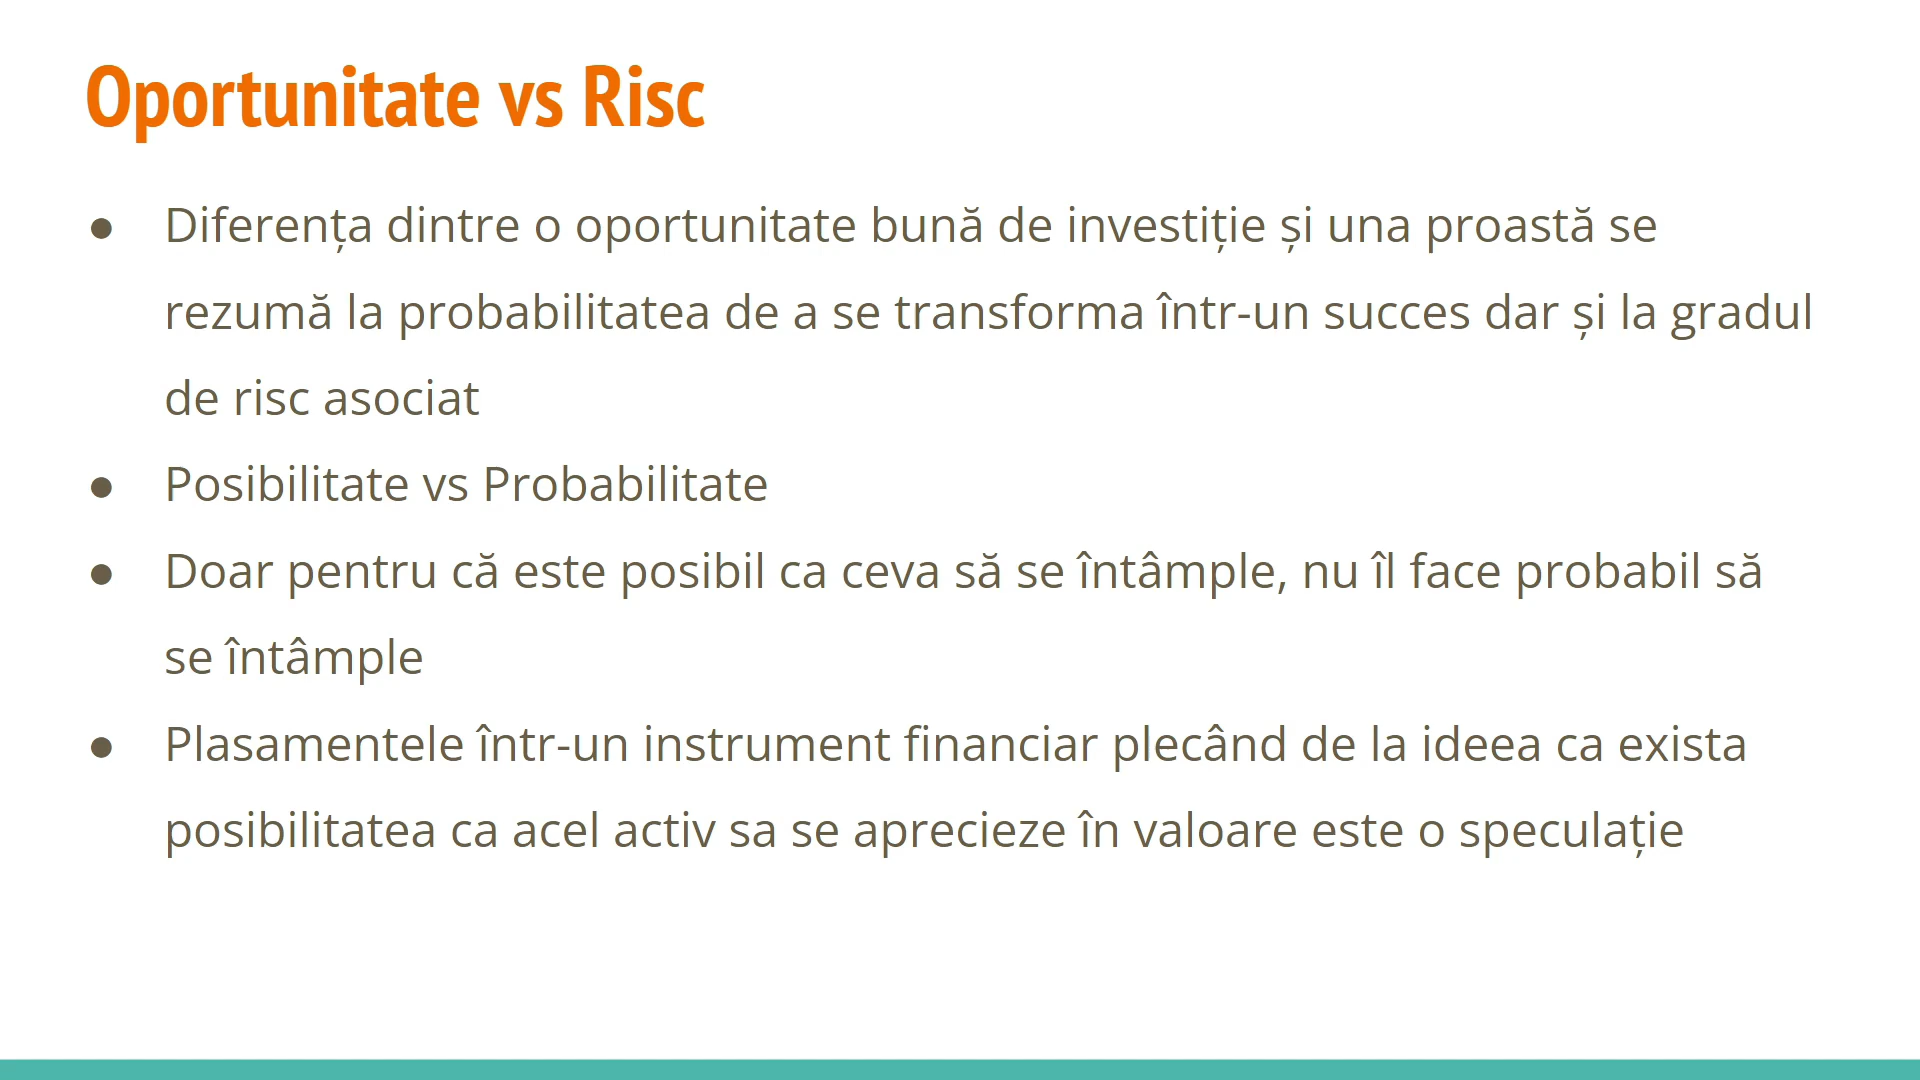 Oportunitate vs Risc
● Diferența dintre o oportunitate bună de investiție și una proastă se
rezumă la probabilitatea de a se transforma într-un succes dar și la gradul
de risc asociat
● Posibilitate vs Probabilitate
● Doar pentru că este posibil ca ceva să se întâmple, nu îl face probabil să
se întâmple
● Plasamentele într-un instrument financiar plecând de la ideea ca exista
posibilitatea ca acel activ sa se aprecieze în valoare este o speculație